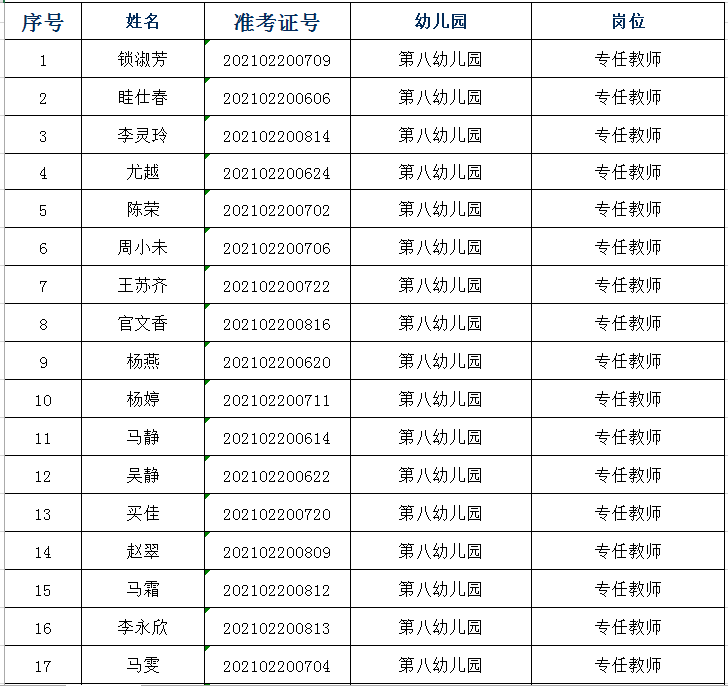 序号 姓名 准考证号 幼儿园 岗位
1 锁淑芳 202102200709 第八幼儿园 专任教师
2 眭仕春 202102200606 第八幼儿园 专任教师
3 李灵玲 202102200814 第八幼儿园 专任教师
4 尤越 202102200624 第八幼儿园 专任教师
5 陈荣 202102200702 第八幼儿园 专任教师
6 周小未 202102200706 第八幼儿园 专任教师
7 王苏齐 202102200722 第八幼儿园 专任教师
8 官文香 202102200816 第八幼儿园 专任教师
9 杨燕 202102200620 第八幼儿园 专任教师
10 杨婷 202102200711 第八幼儿园 专任教师
11 马静 202102200614 第八幼儿园 专任教师
12 吴静 202102200622 第八幼儿园 专任教师
13 买佳 202102200720 第八幼儿园 专任教师
14 赵翠 202102200809 第八幼儿园 专任教师
15 马霜 202102200812 第八幼儿园 专任教师
16 李永欣 202102200813 第八幼儿园 专任教师
17 马雯 202102200704 第八幼儿园 专任教师